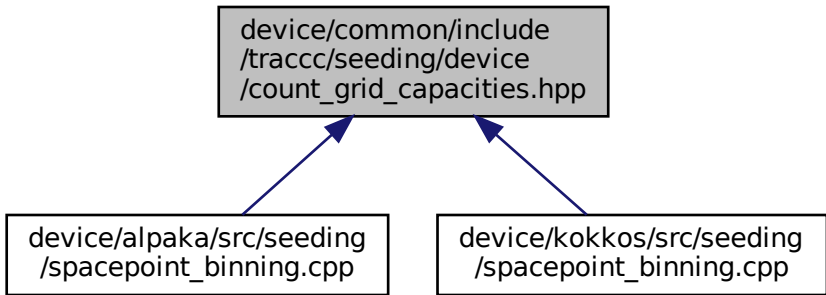 device/common/include
/traccc/seeding/device
/count_grid_capacities.hpp
device/alpaka/src/seeding
/spacepoint_binning.cpp
device/kokkos/src/seeding
/spacepoint_binning.cpp